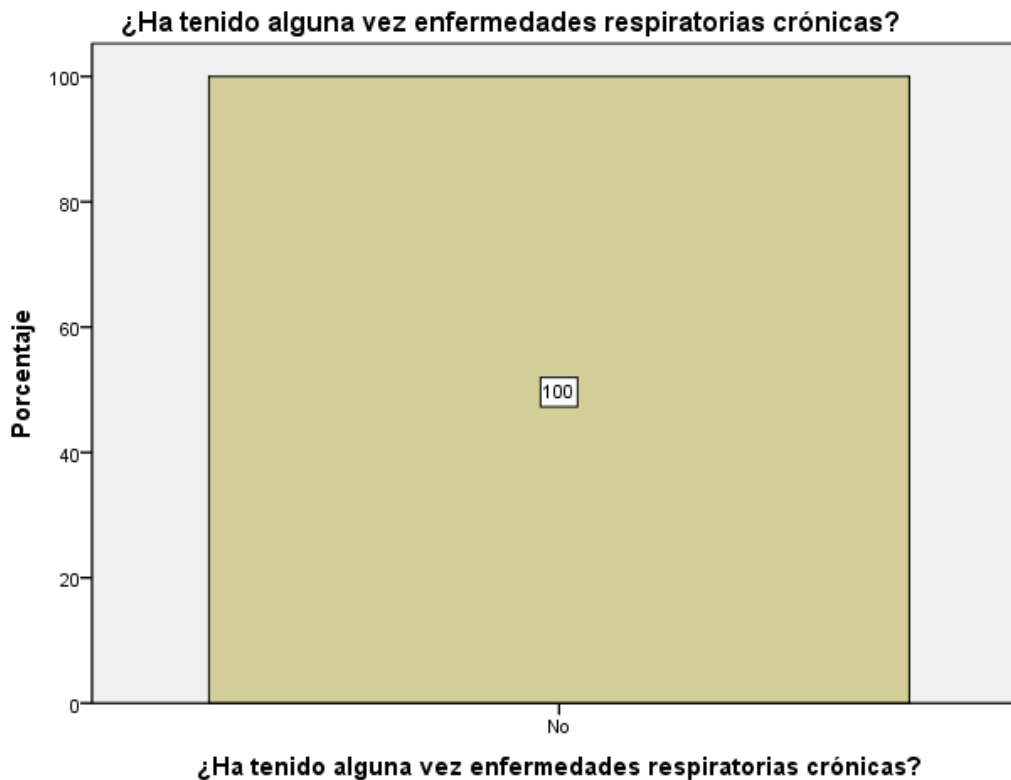 ¿Ha tenido alguna vez enfermedades respiratorias crónicas?
100
80
60
40
20
0
Porcentaje
100
No
¿Ha tenido alguna vez enfermedades respiratorias crónicas?